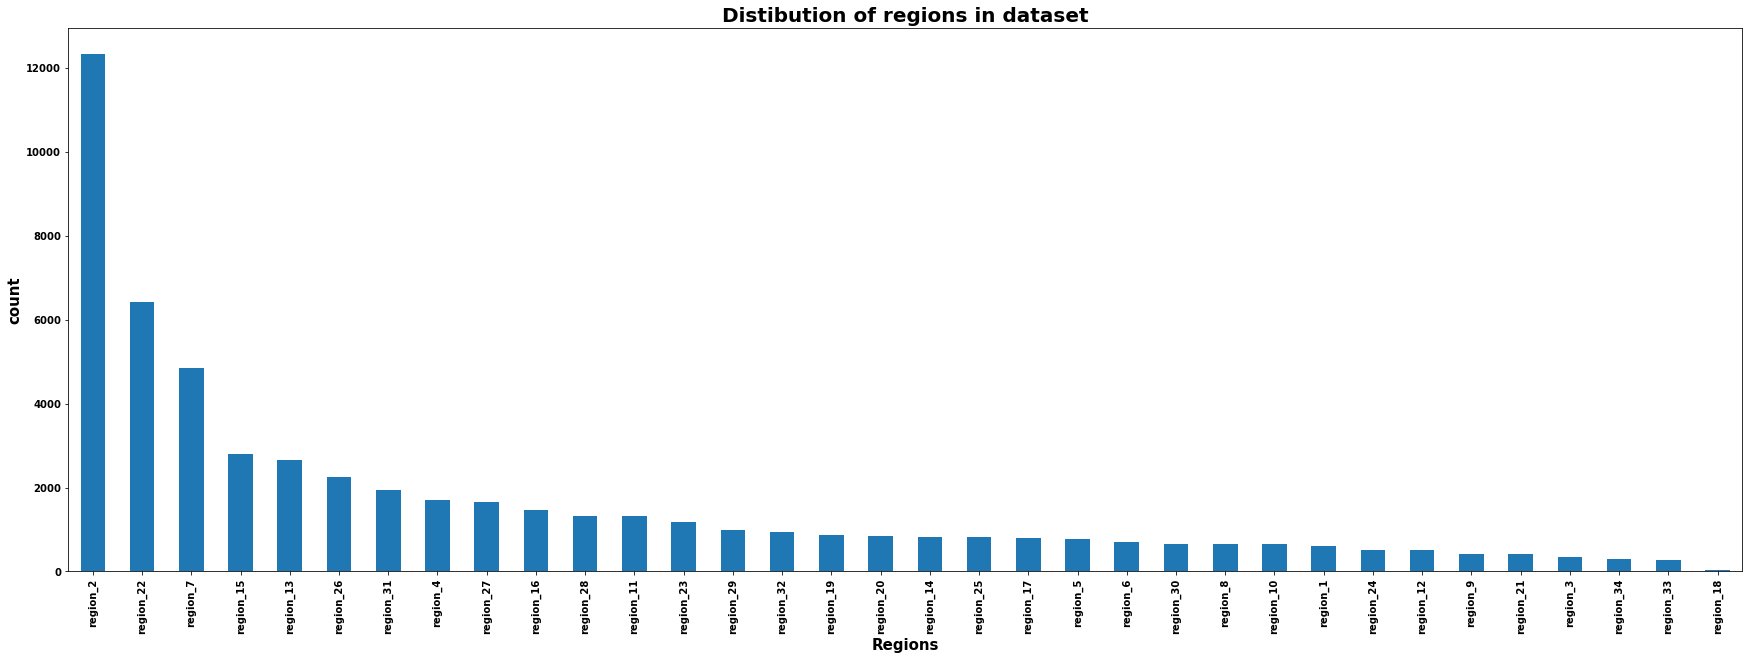 Distibution of regions in dataset
count
12000
10000
8000
6000
4000
2000
0
region_2
region_22
region_7
region_15
region_13
region_26
region_31
region_4
region_27
region_16
region_28
region_11
region_23
region_29
region_32
region_19
region_20
region_14
region_25
region_17
region_5
region_6
region_30
region_8
region_10
region_1
region_24
region_12
region_9
region_21
region_3
region_34
region_33
region_18
Regions